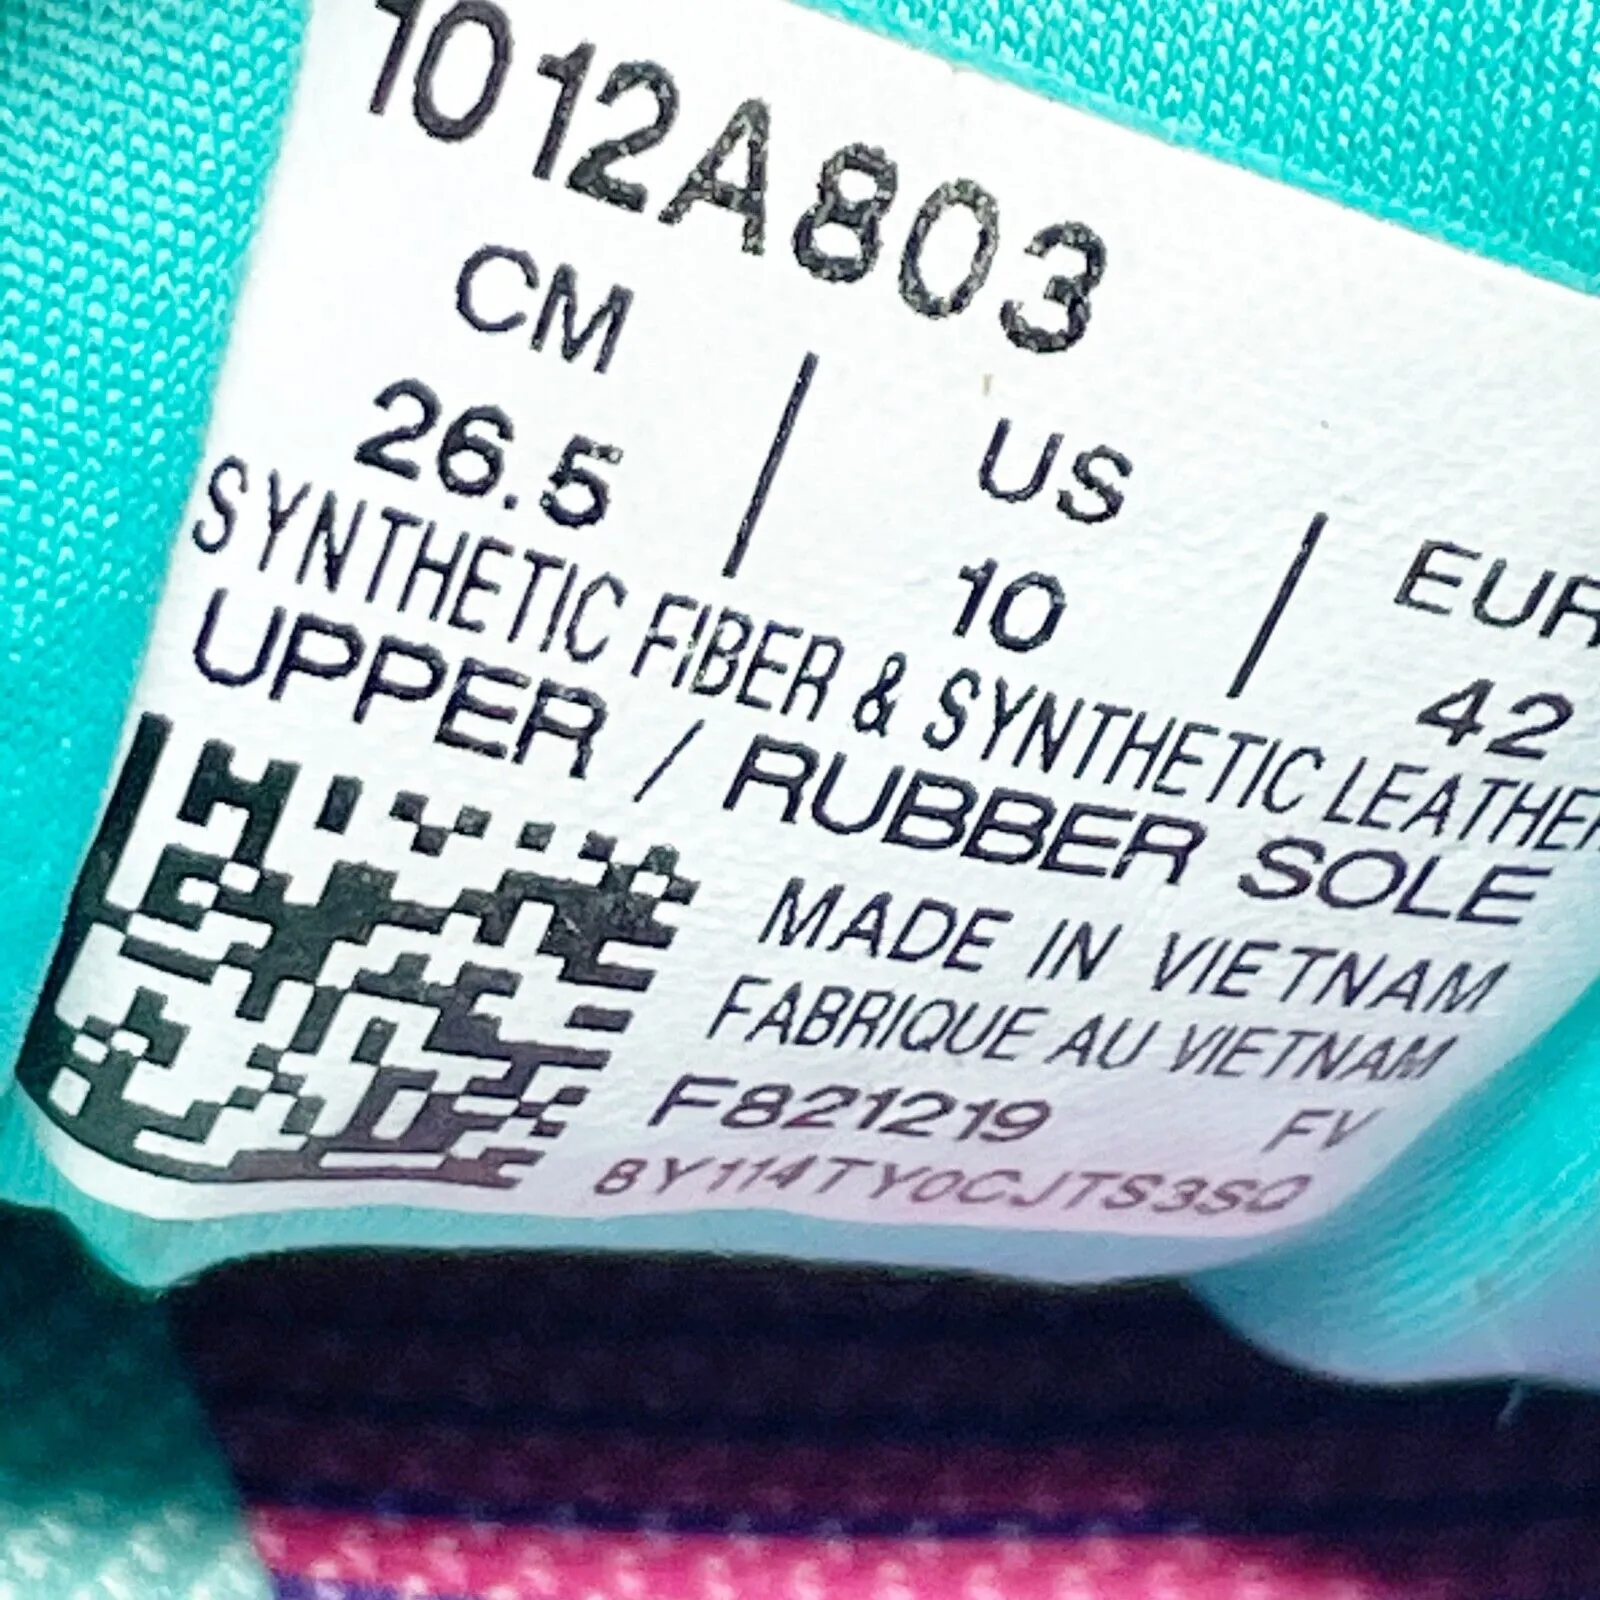 1012A803
CM | US | EUR
26.5 | 10 | 42
SYNTHETIC FIBER & SYNTHETIC LEATHER
UPPER / RUBBER SOLE
MADE IN VIETNAM
FABRIQUE AU VIETNAM
F821219 FV
8Y114TY0CJTS3SQ